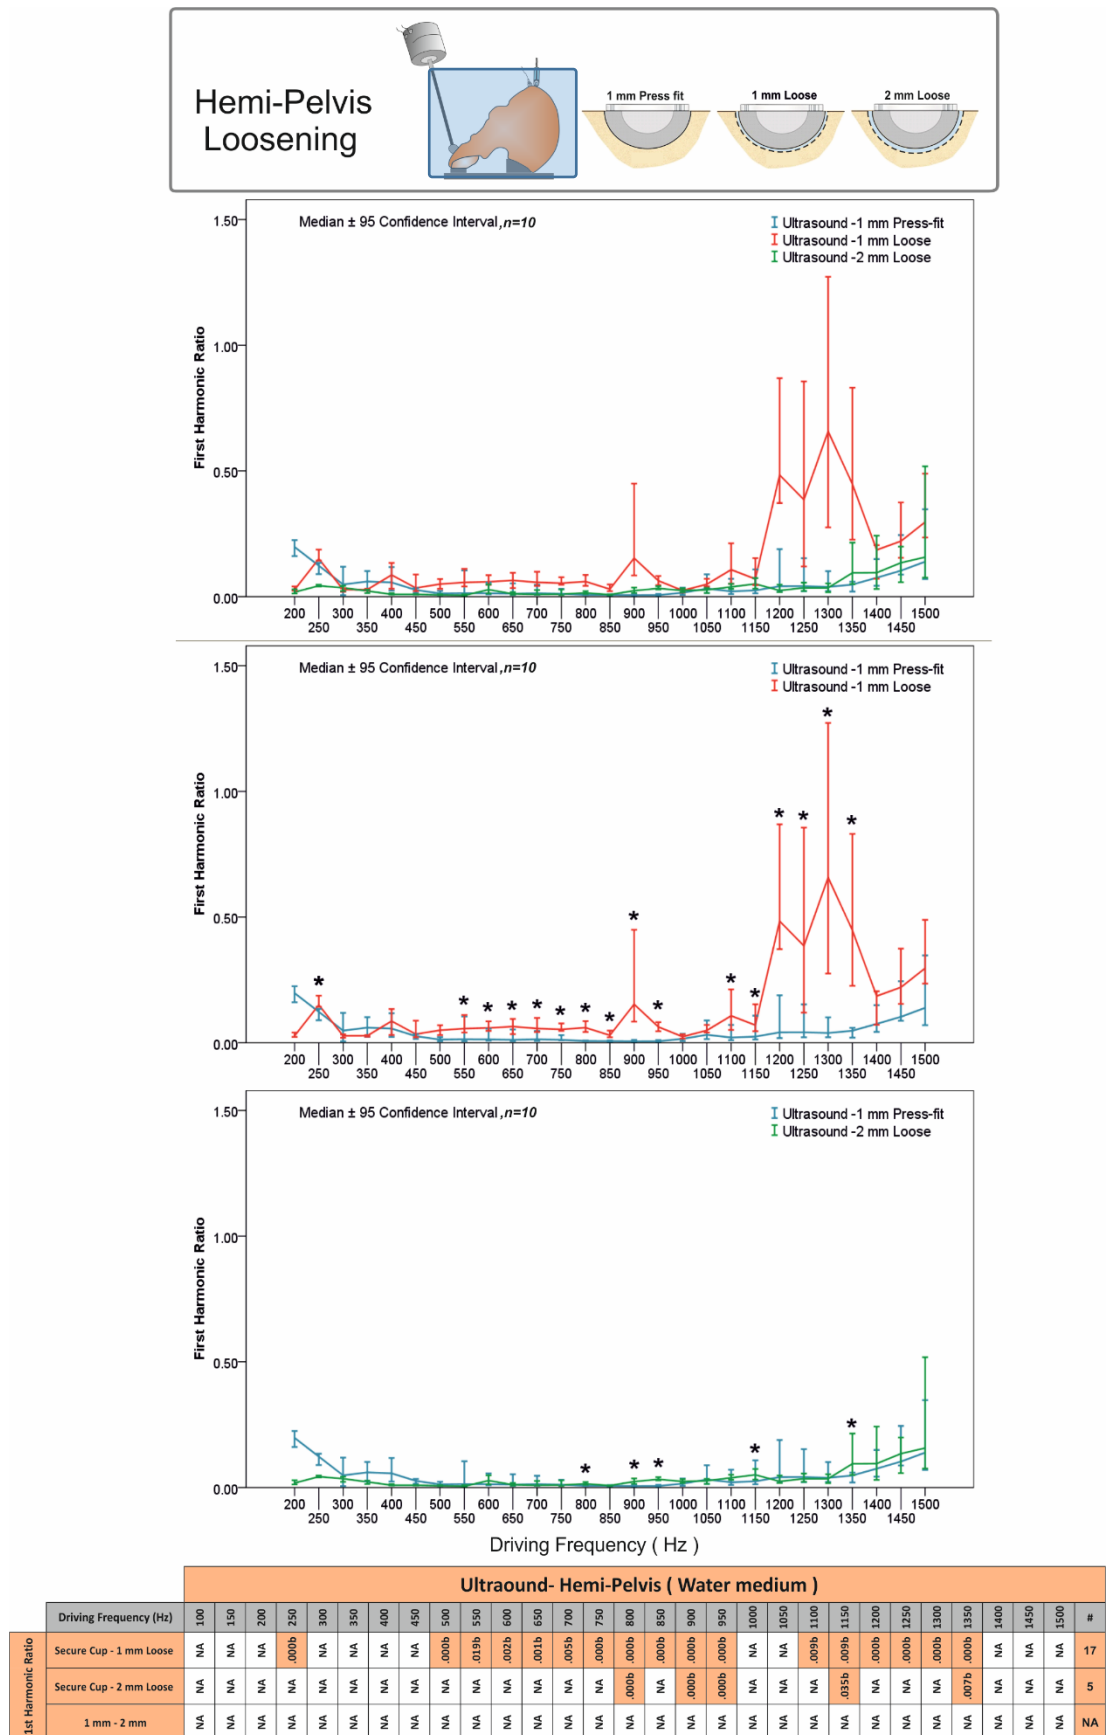 Hemi-Pelvis
Loosening
1 mm Press fit
1 mm Loose
2 mm Loose
Median ± 95 Confidence Interval, n=10
Ultrasound -1 mm Press-fit
Ultrasound -1 mm Loose
Ultrasound -2 mm Loose
First Harmonic Ratio
1.50
1.00
0.50
0.00
200 300 400 500 600 700 800 900 1000 1100 1200 1300 1400 1500
250 350 450 550 650 750 850 950 1050 1150 1250 1350 1450
Median ± 95 Confidence Interval, n=10
Ultrasound -1 mm Press-fit
Ultrasound -1 mm Loose
First Harmonic Ratio
1.50
1.00
0.50
0.00
* * * * * * * * * * * * * * * *
200 300 400 500 600 700 800 900 1000 1100 1200 1300 1400 1500
250 350 450 550 650 750 850 950 1050 1150 1250 1350 1450
Median ± 95 Confidence Interval, n=10
Ultrasound -1 mm Press-fit
Ultrasound -2 mm Loose
First Harmonic Ratio
1.50
1.00
0.50
0.00
* * * * *
200 300 400 500 600 700 800 900 1000 1100 1200 1300 1400 1500
250 350 450 550 650 750 850 950 1050 1150 1250 1350 1450
Driving Frequency ( Hz )
Ultraound- Hemi-Pelvis ( Water medium )
Driving Frequency (Hz) 100 150 200 250 300 350 400 450 500 550 600 650 700 750 800 850 900 950 1000 1050 1100 1150 1200 1250 1300 1350 1400 1450 1500 #
1st Harmonic Ratio
Secure Cup - 1 mm Loose NA NA NA .000b NA NA NA NA .000b .019b .002b .001b .005b .000b .000b .000b .000b .000b NA NA .009b .009b .000b .000b .000b .000b NA NA NA 17
Secure Cup - 2 mm Loose NA NA NA NA NA NA NA NA NA NA NA NA NA NA .000b NA .000b .000b NA NA NA .035b NA NA NA .007b NA NA NA 5
1 mm - 2 mm NA NA NA NA NA NA NA NA NA NA NA NA NA NA NA NA NA NA NA NA NA NA NA NA NA NA NA NA NA NA